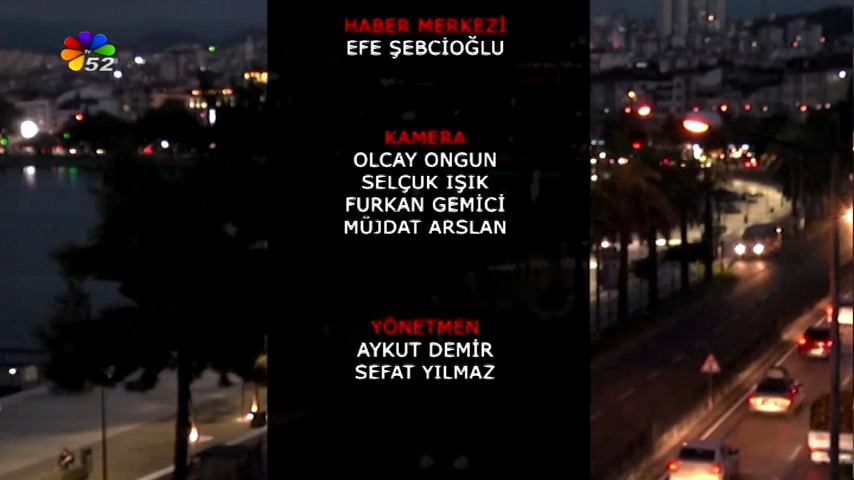 tv
52
HABER MERKEZİ
EFE ŞEBCİOĞLU
KAMERA
OLCAY ONGUN
SELÇUK IŞIK
FURKAN GEMİCİ
MÜJDAT ARSLAN
YÖNETMEN
AYKUT DEMİR
SEFAT YILMAZ